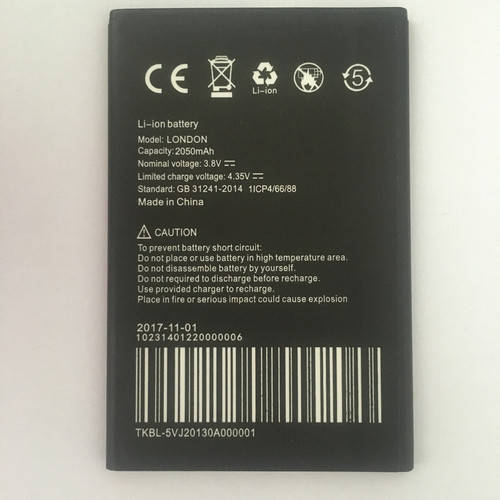 CE
5
Li-ion
Li-ion battery
Model: LONDON
Capacity: 2050mAh
Nominal voltage: 3.8V
Limited charge voltage: 4.35V
Standard: GB 31241-2014 1ICP4/66/88
Made in China
CAUTION
To prevent battery short circuit:
Do not place or use battery in high temperature area.
Do not disassemble battery by yourself.
Do not required to discharge before recharge.
Use provided charger to recharge.
Place in fire or serious impact could cause explosion
2017-11-01
10231401220000006
TKBL-5VJ20130A000001